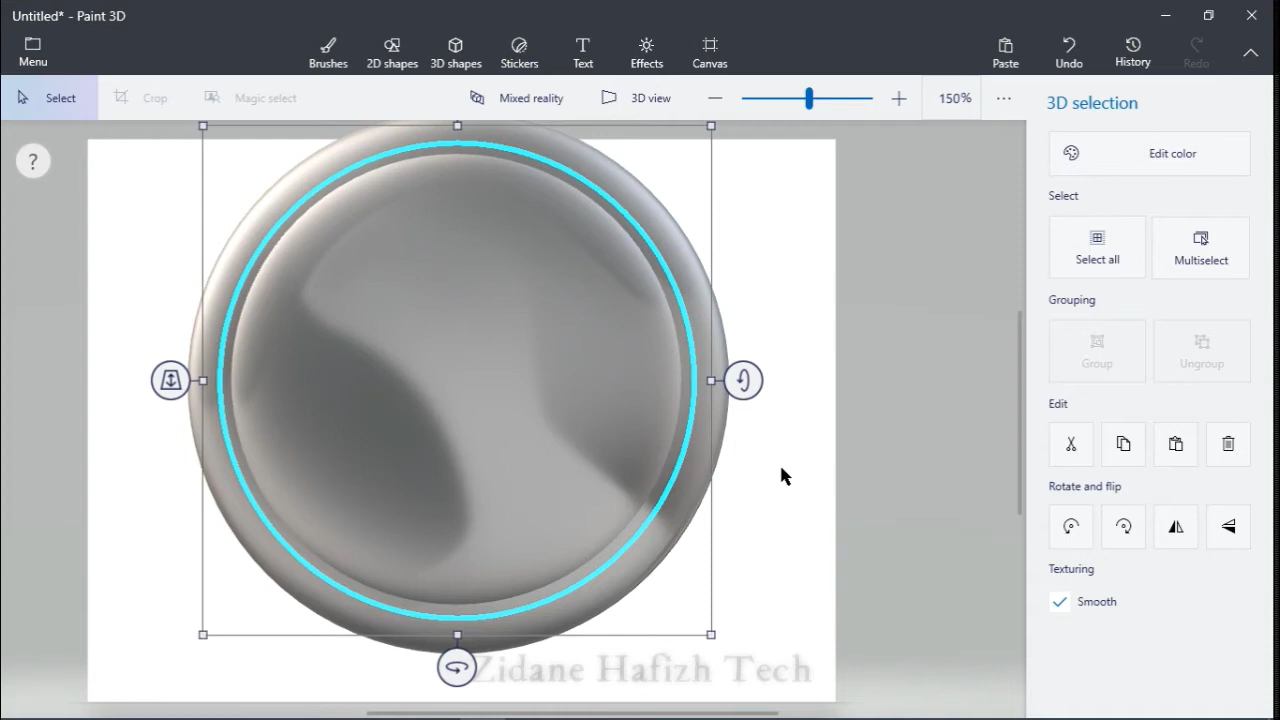 Untitled* - Paint 3D
Menu
Brushes
2D shapes
3D shapes
Stickers
Text
Effects
Canvas
Paste
Undo
History
Redo
Select
Crop
Magic select
Mixed reality
3D view
150%
3D selection
?
Edit color
Select
Select all
Multiselect
Grouping
Group
Ungroup
Edit
Rotate and flip
Texturing
Smooth
Zidane Hafizh Tech